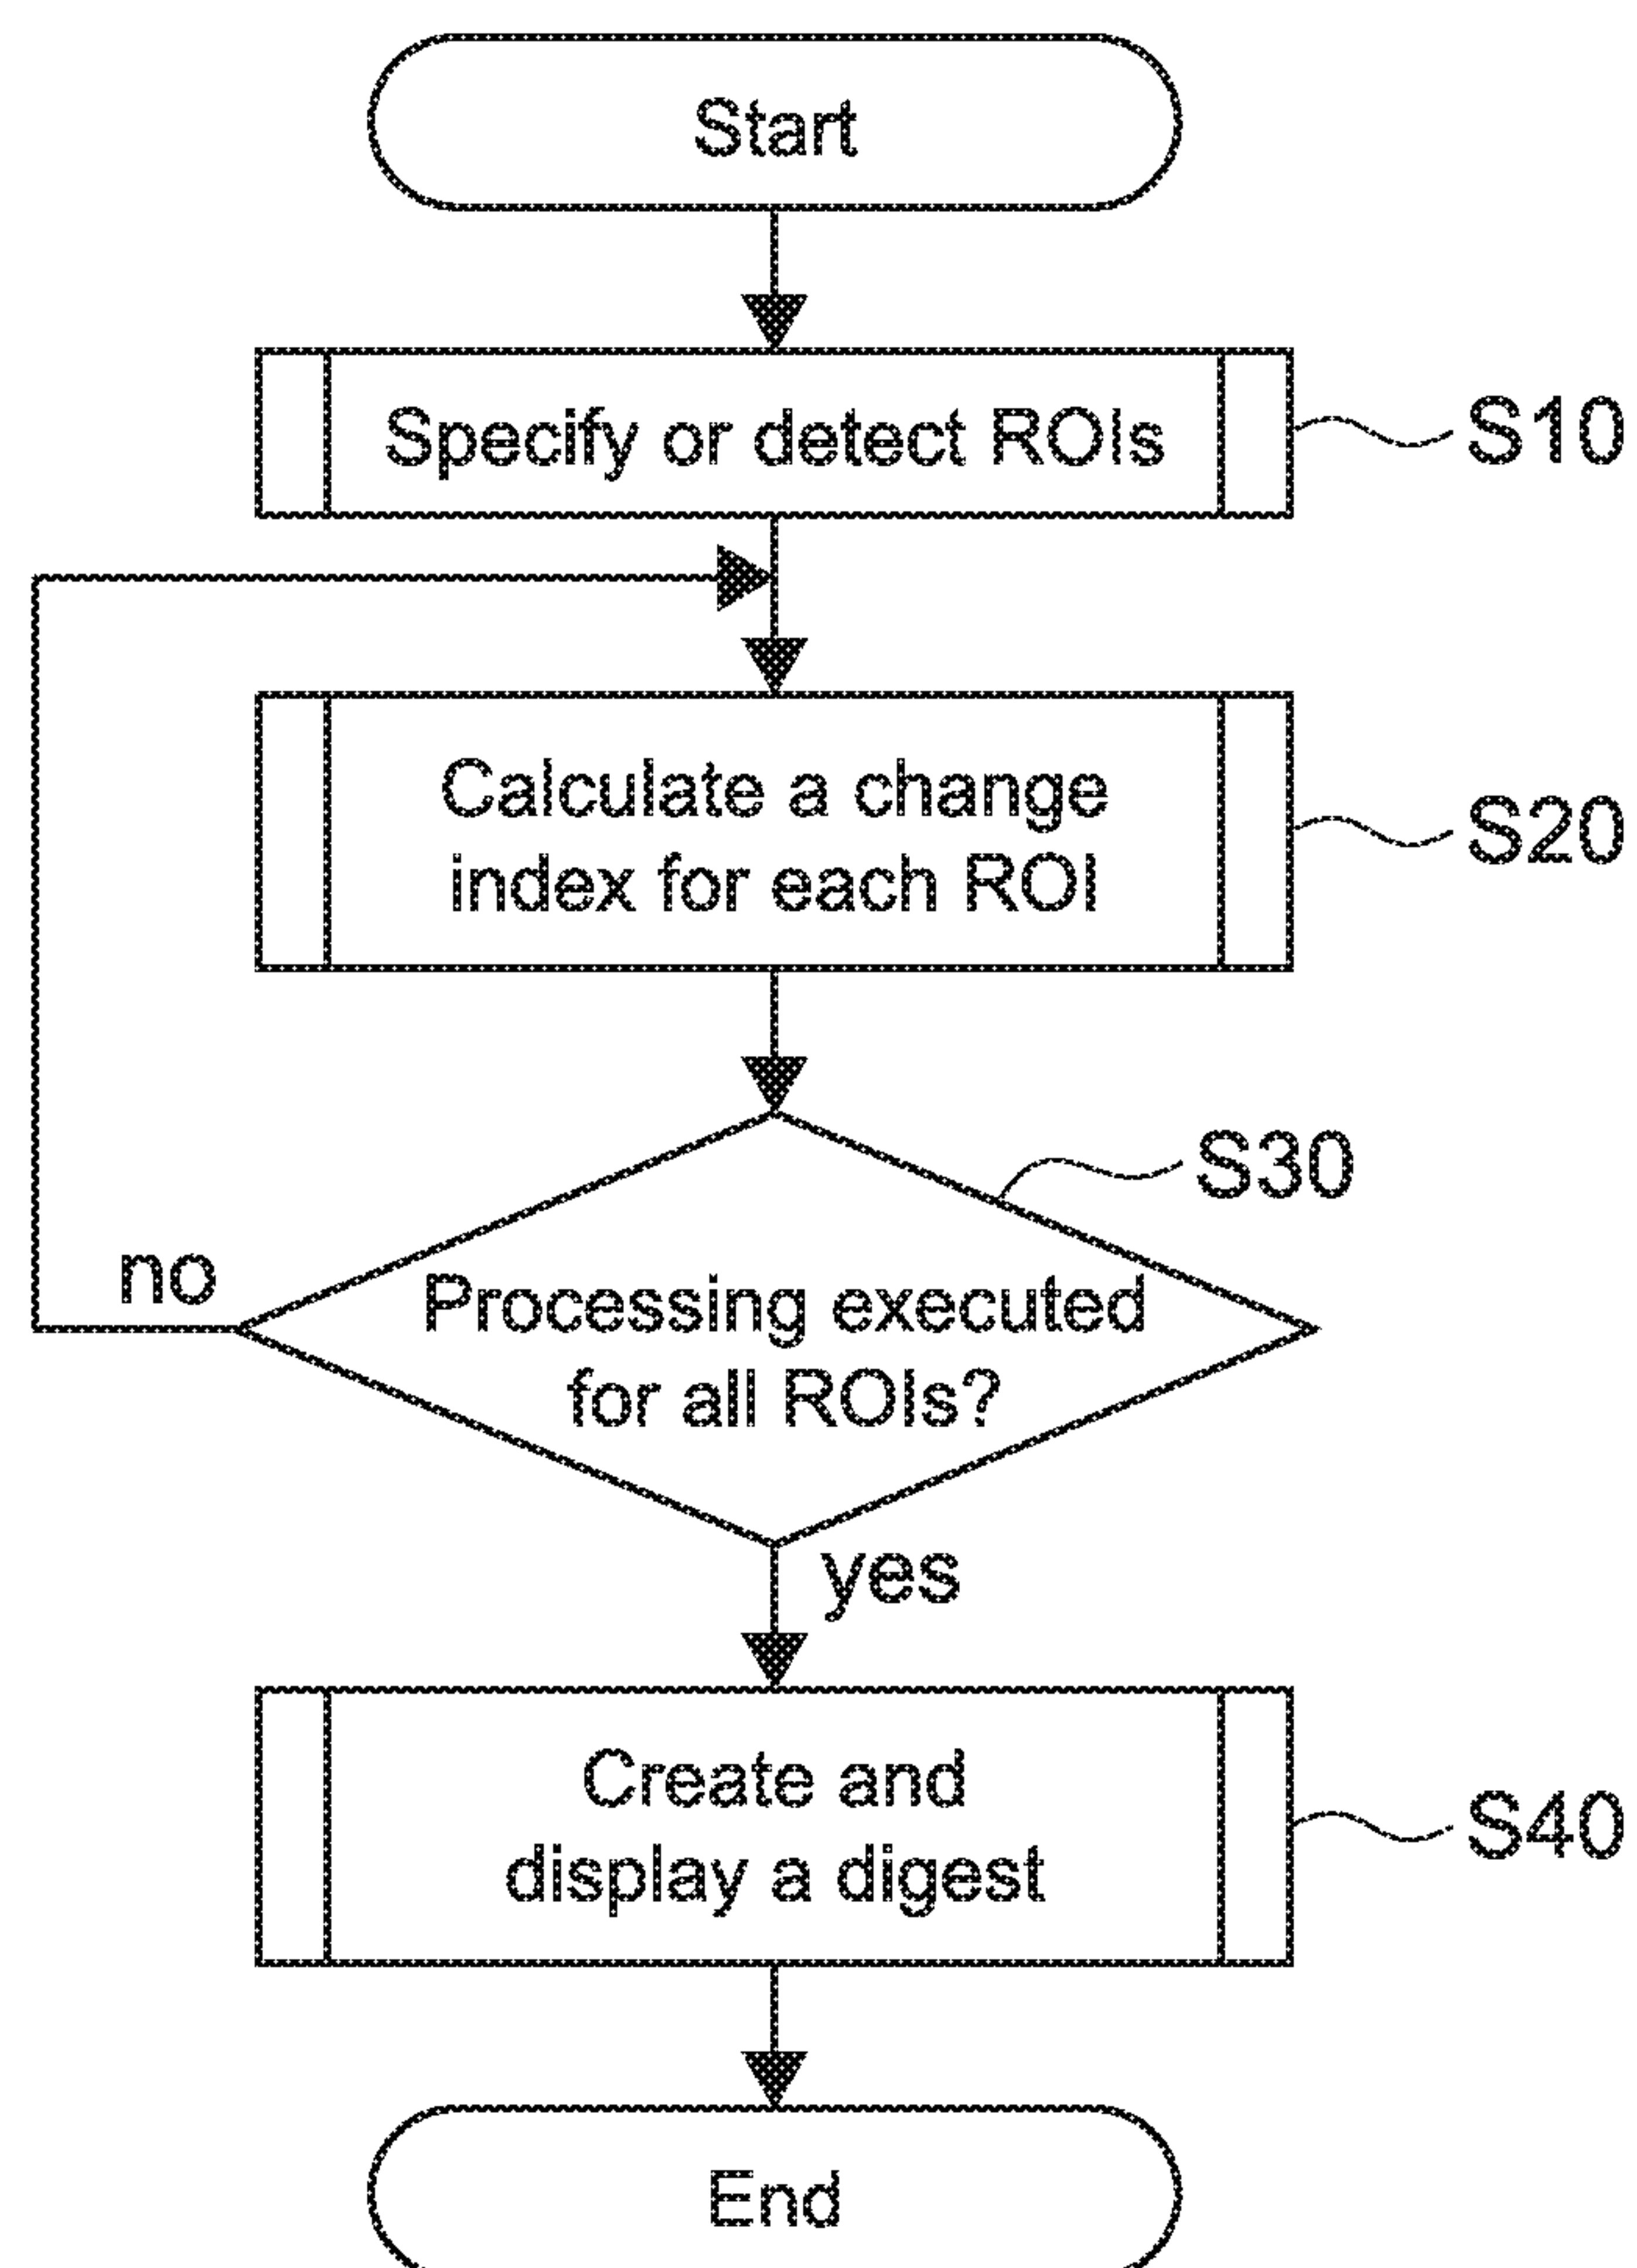 Start
Specify or detect ROIs
S10
Calculate a change
index for each ROI
S20
S30
no
Processing executed
for all ROIs?
yes
Create and
display a digest
S40
End